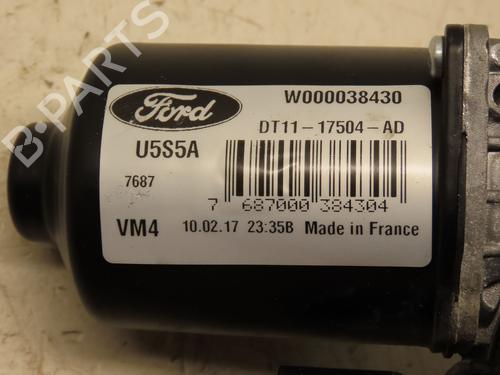 B-PARTS
Ford
W000038430
DT11-17504-AD
U5S5A
7687
7 687000 384304
VM4 10.02.17 23:35B Made in France